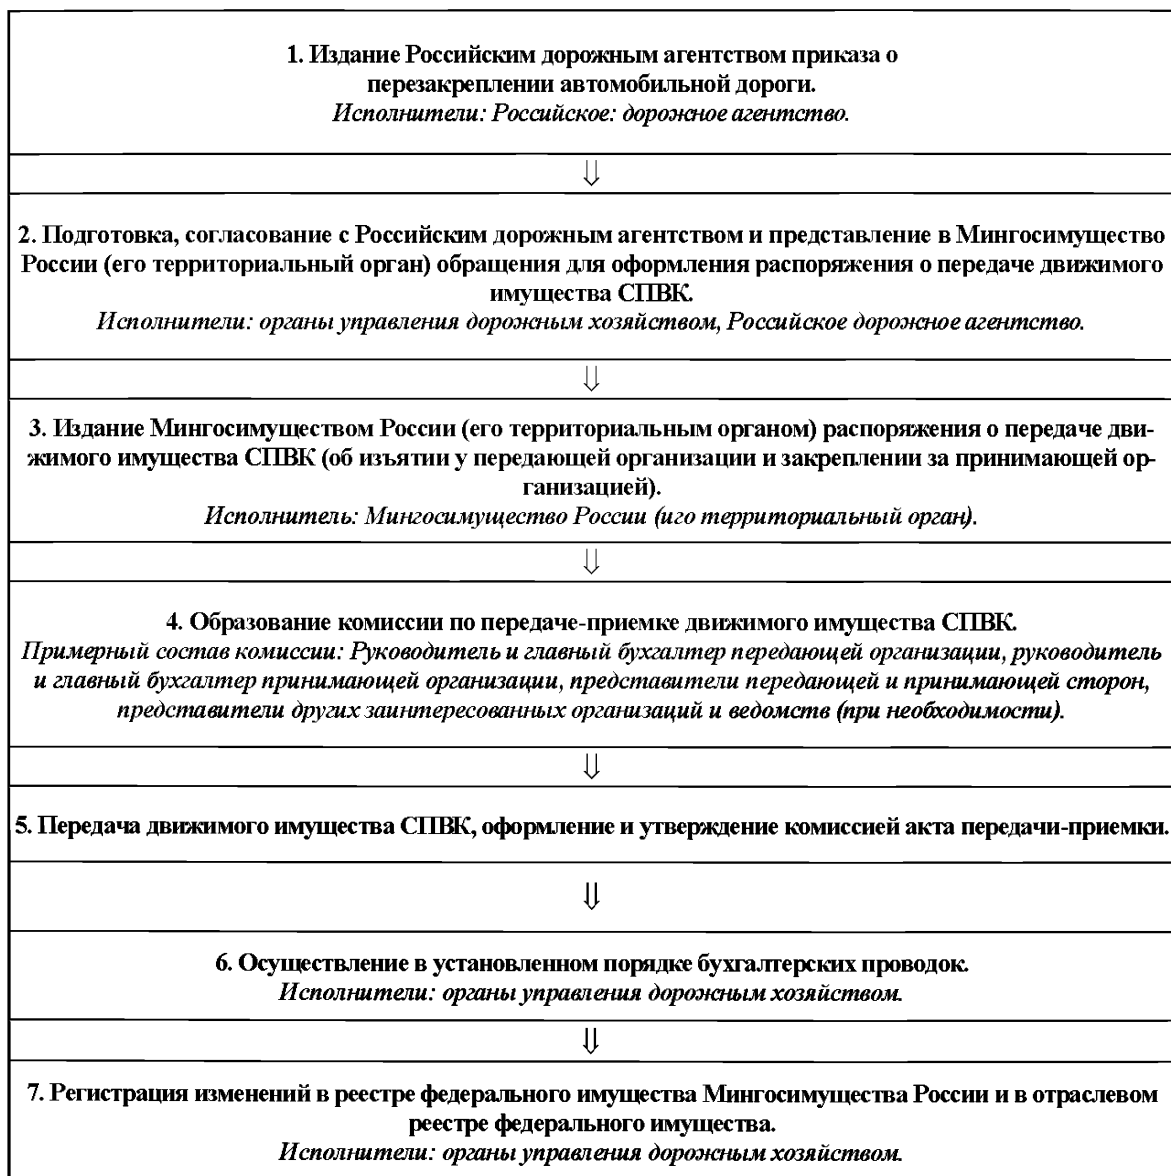 1. Издание Российским дорожным агентством приказа о
перезакреплении автомобильной дороги.
Исполнители: Российское: дорожное агентство.
⇓
2. Подготовка, согласование с Российским дорожным агентством и представление в Мингосимущество
России (его территориальный орган) обращения для оформления распоряжения о передаче движимого
имущества СПВК.
Исполнители: органы управления дорожным хозяйством, Российское дорожное агентство.
⇓
3. Издание Мингосимуществом России (его территориальным органом) распоряжения о передаче дви-
жимого имущества СПВК (об изъятии у передающей организации и закреплении за принимающей ор-
ганизацией).
Исполнитель: Мингосимущество России (иго территориальный орган).
⇓
4. Образование комиссии по передаче-приемке движимого имущества СПВК.
Примерный состав комиссии: Руководитель и главный бухгалтер передающей организации, руководитель
и главный бухгалтер принимающей организации, представители передающей и принимающей сторон,
представители других заинтересованных организаций и ведомств (при необходимости).
⇓
5. Передача движимого имущества СПВК, оформление и утверждение комиссией акта передачи-приемки.
⇓
6. Осуществление в установленном порядке бухгалтерских проводок.
Исполнители: органы управления дорожным хозяйством.
⇓
7. Регистрация изменений в реестре федерального имущества Мингосимущества России и в отраслевом
реестре федерального имущества.
Исполнители: органы управления дорожным хозяйством.